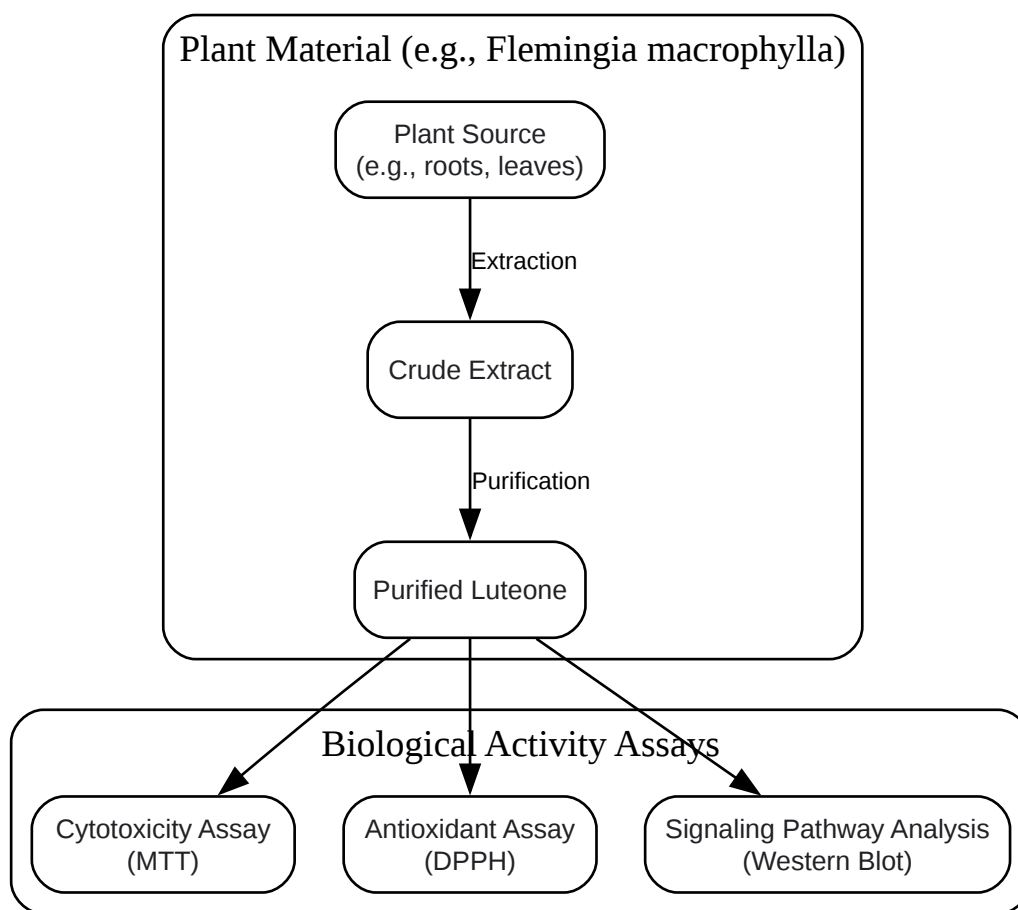 Plant Material (e.g., Flemingia macrophylla)
Plant Source
(e.g., roots, leaves)
Extraction
Crude Extract
Purification
Purified Luteone
Biological Activity Assays
Cytotoxicity Assay
(MTT)
Antioxidant Assay
(DPPH)
Signaling Pathway Analysis
(Western Blot)